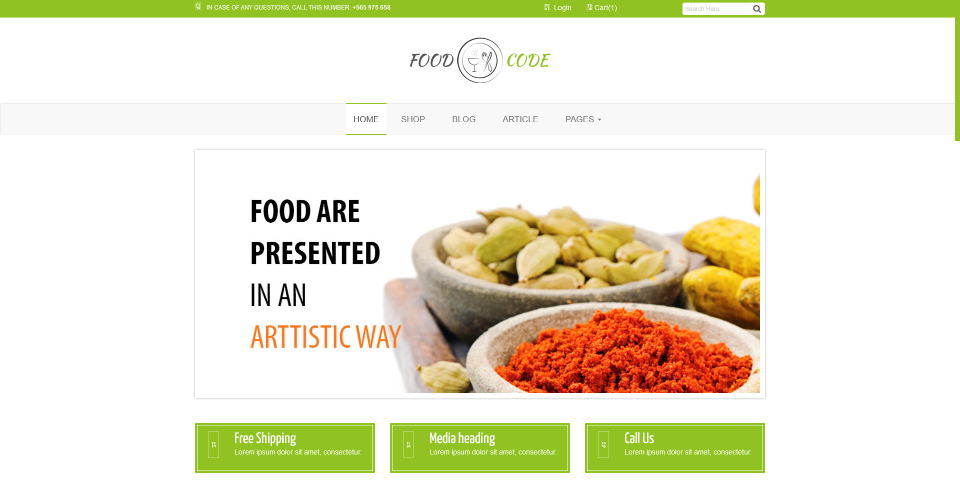 IN CASE OF ANY QUESTIONS, CALL THIS NUMBER: +565 975 658
Login
Cart(1)
Search Here
FOOD CODE
HOME
SHOP
BLOG
ARTICLE
PAGES
FOOD ARE
PRESENTED
IN AN
ARTTISTIC WAY
Free Shipping
Lorem ipsum dolor sit amet, consectetur.
Media heading
Lorem ipsum dolor sit amet, consectetur.
Call Us
Lorem ipsum dolor sit amet, consectetur.